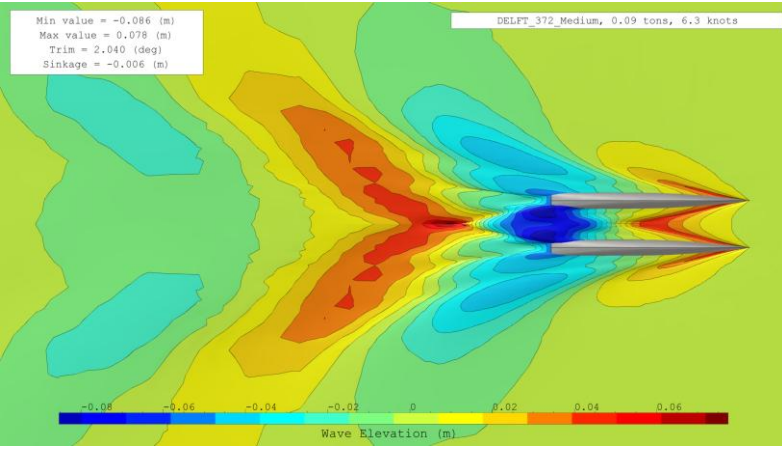 Min value = -0.086 (m)
Max value = 0.078 (m)
Trim = 2.040 (deg)
Sinkage = -0.006 (m)
DELFT_372_Medium, 0.09 tons, 6.3 knots
-0.08 -0.06 -0.04 -0.02 0 0.02 0.04 0.06
Wave Elevation (m)